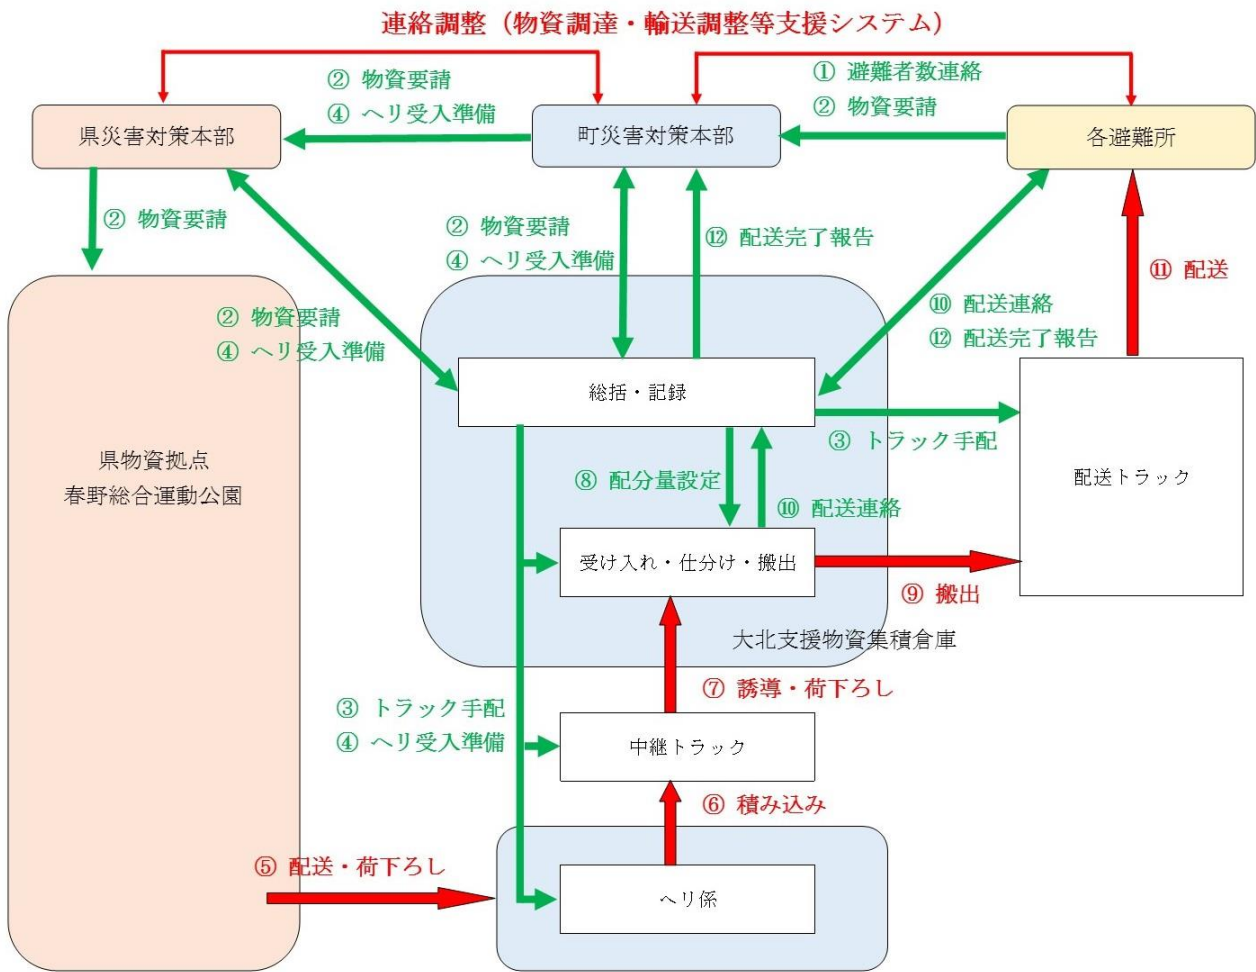 連絡調整（物資調達・輸送調整等支援システム）
② 物資要請
④ ヘリ受入準備
① 避難者数連絡
② 物資要請
県災害対策本部
町災害対策本部
各避難所
② 物資要請
② 物資要請
④ ヘリ受入準備
⑫ 配送完了報告
⑪ 配送
② 物資要請
④ ヘリ受入準備
⑩ 配送連絡
⑫ 配送完了報告
総括・記録
③ トラック手配
県物資拠点
春野総合運動公園
⑧ 配分量設定
⑩ 配送連絡
配送トラック
受け入れ・仕分け・搬出
⑨ 搬出
大北支援物資集積倉庫
⑦ 誘導・荷下ろし
③ トラック手配
④ ヘリ受入準備
中継トラック
⑥ 積み込み
⑤ 配送・荷下ろし
ヘリ係